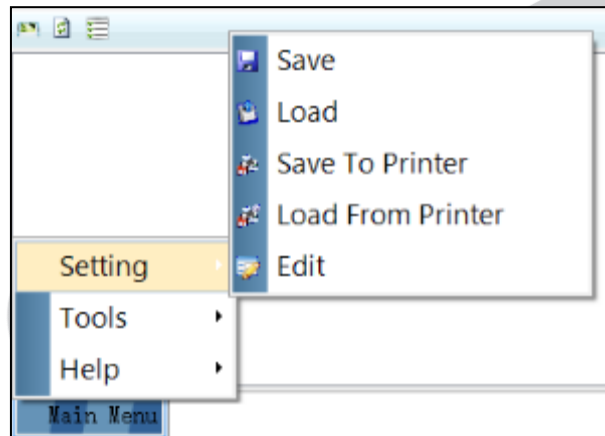 Save
Load
Save To Printer
Load From Printer
Setting
Edit
Tools
Help
Main Menu